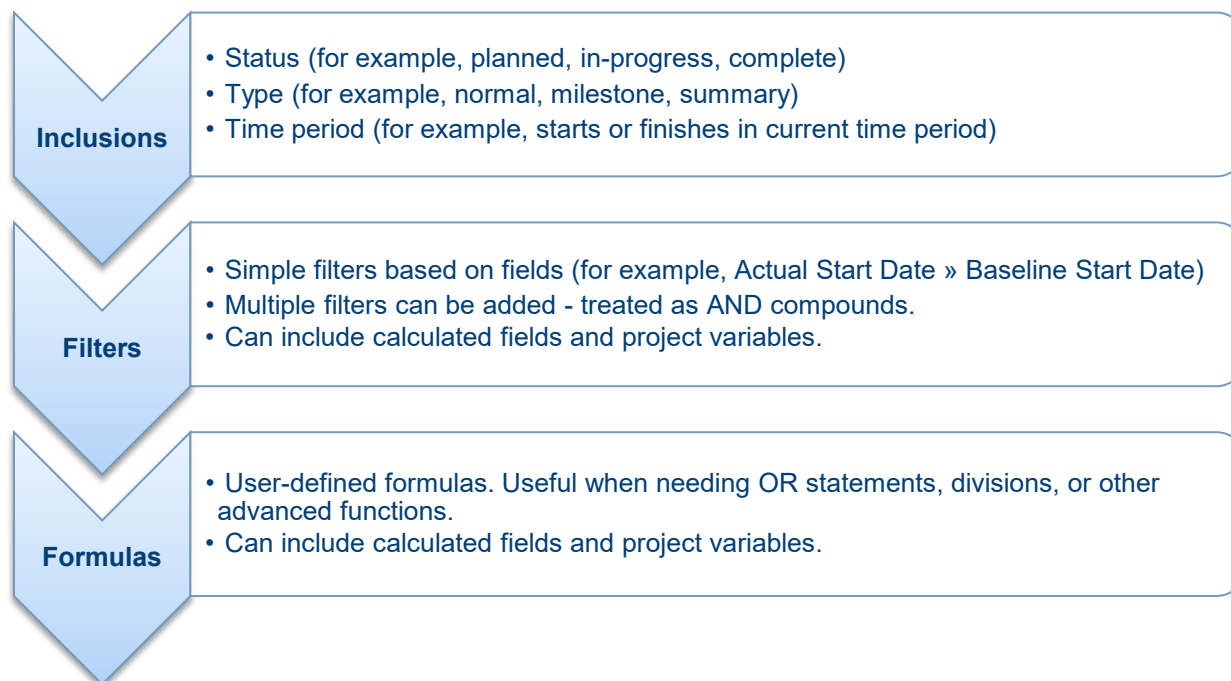 Inclusions
• Status (for example, planned, in-progress, complete)
• Type (for example, normal, milestone, summary)
• Time period (for example, starts or finishes in current time period)
Filters
• Simple filters based on fields (for example, Actual Start Date » Baseline Start Date)
• Multiple filters can be added - treated as AND compounds.
• Can include calculated fields and project variables.
Formulas
• User-defined formulas. Useful when needing OR statements, divisions, or other
advanced functions.
• Can include calculated fields and project variables.